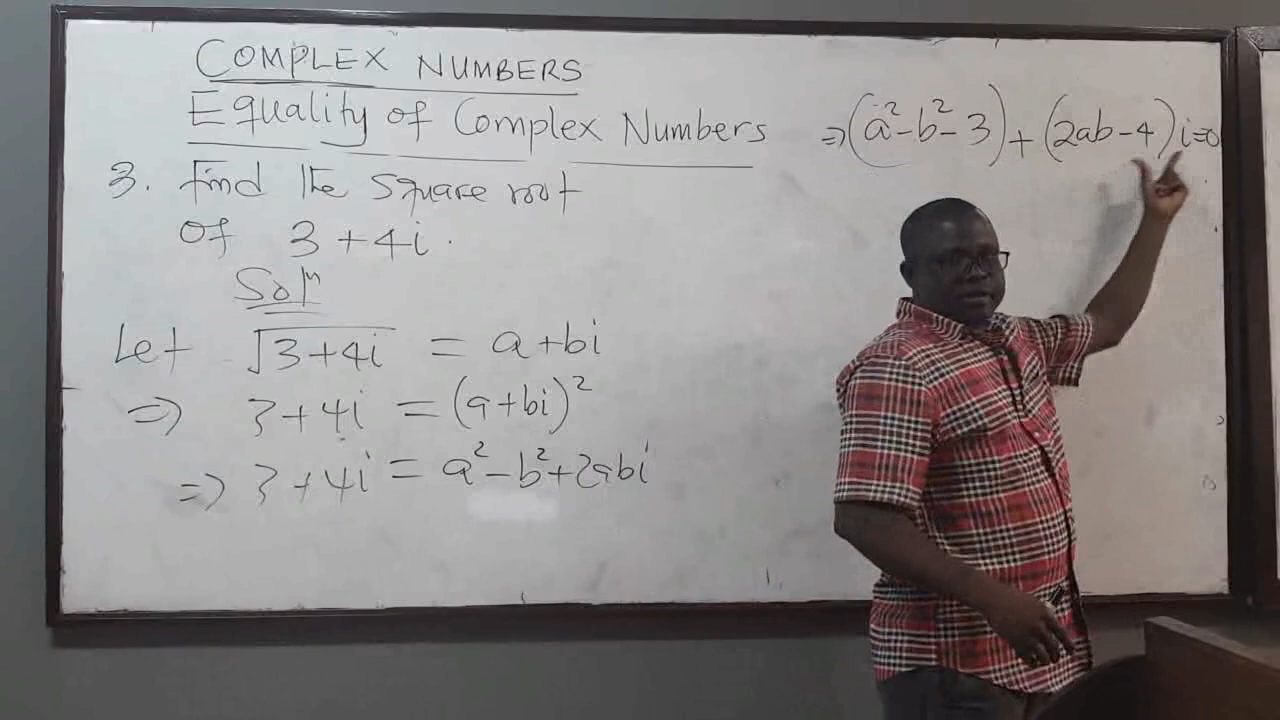 COMPLEX NUMBERS
Equality of Complex Numbers
3. Find the square root
of 3 + 4i.
Solⁿ
Let √3+4i = a+bi
=> 3+4i = (a+bi)²
=> 3+4i = a²-b²+2abi
=> (a²-b²-3) + (2ab-4)i=0